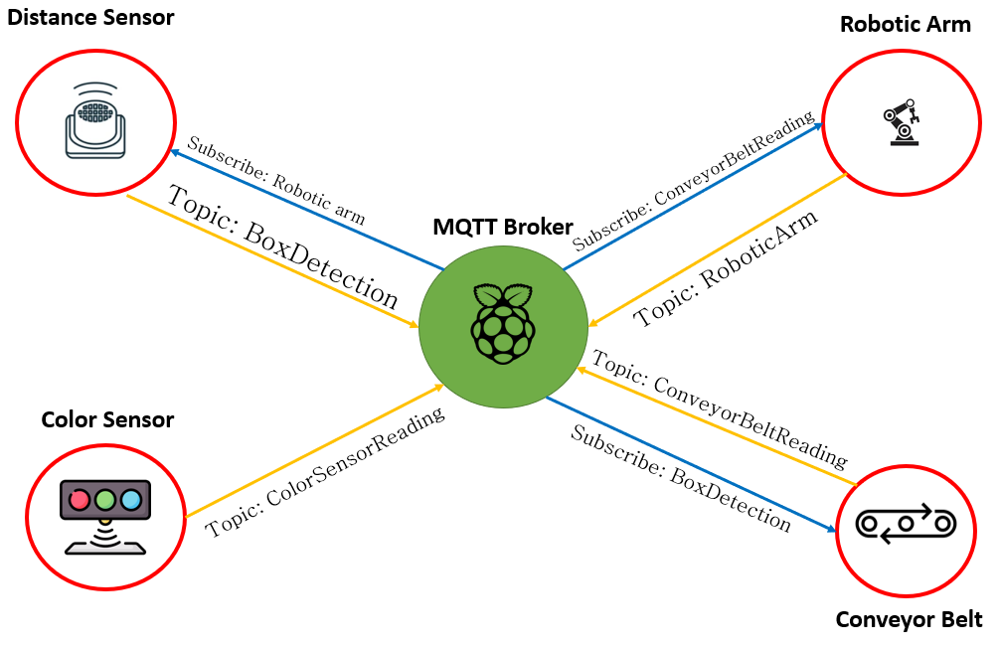 Distance Sensor
Robotic Arm
Subscribe: Robotic arm
Topic: BoxDetection
Subscribe: ConveyorBeltReading
Topic: RoboticArm
MQTT Broker
Color Sensor
Topic: ColorSensorReading
Topic: ConveyorBeltReading
Subscribe: BoxDetection
Conveyor Belt